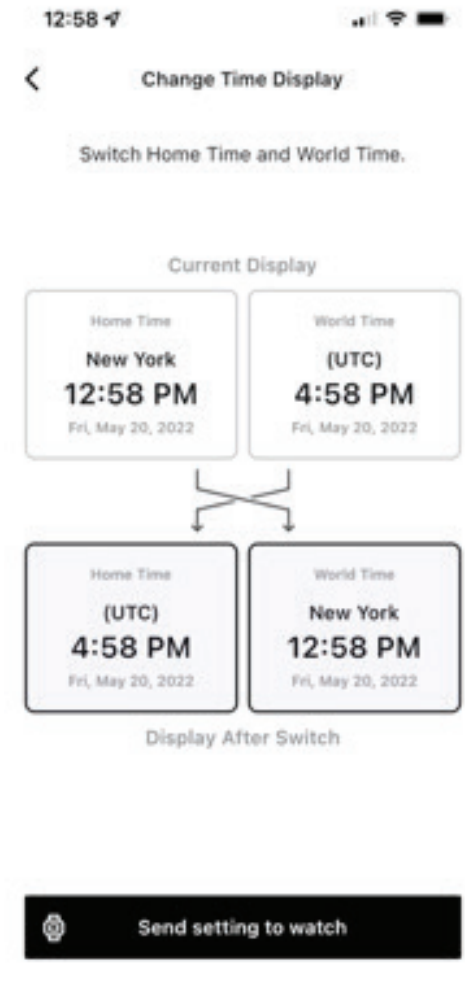 12:58
Change Time Display
Switch Home Time and World Time.
Current Display
Home Time
New York
12:58 PM
Fri, May 20, 2022
World Time
(UTC)
4:58 PM
Fri, May 20, 2022
Home Time
(UTC)
4:58 PM
Fri, May 20, 2022
World Time
New York
12:58 PM
Fri, May 20, 2022
Display After Switch
Send setting to watch